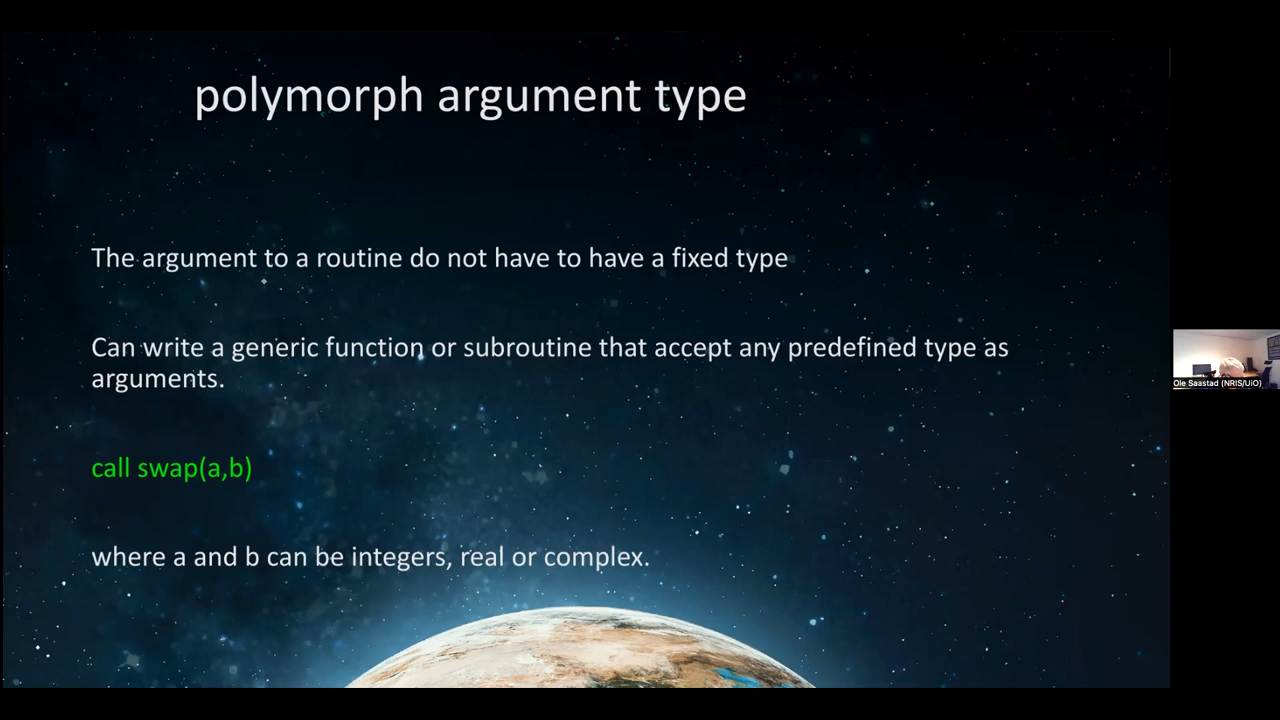 polymorph argument type
The argument to a routine do not have to have a fixed type
Can write a generic function or subroutine that accept any predefined type as
arguments.
call swap(a,b)
where a and b can be integers, real or complex.
Ole Saastad (NRIS/UiO)